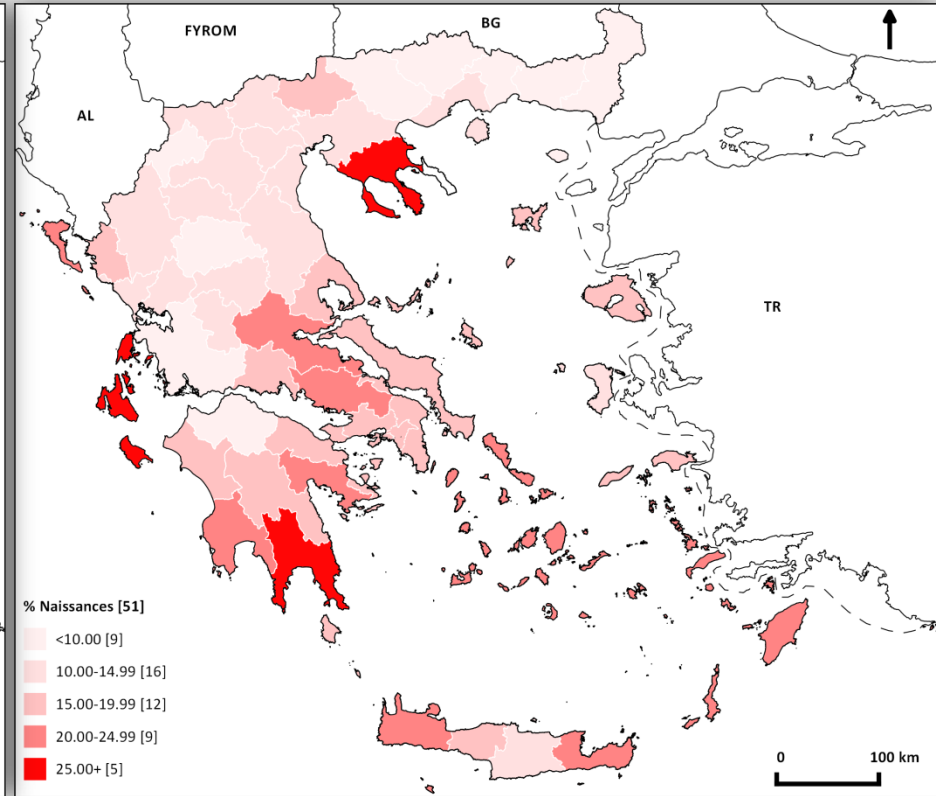 FYROM
BG
AL
TR
% Naissances [51]
<10.00 [9]
10.00-14.99 [16]
15.00-19.99 [12]
20.00-24.99 [9]
25.00+ [5]
0 100 km